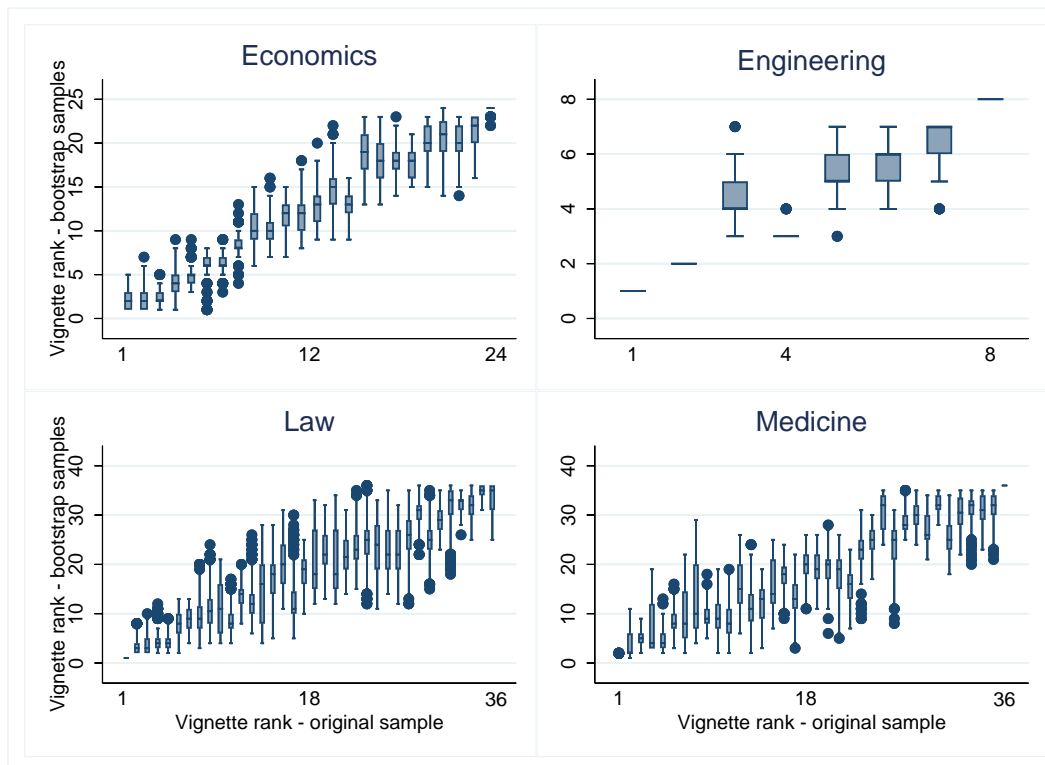 Economics
Vignette rank - bootstrap samples
25
20
15
10
5
0
1 12 24
Engineering
8
6
4
2
0
1 4 8
Law
Vignette rank - bootstrap samples
40
30
20
10
0
1 18 36
Vignette rank - original sample
Medicine
40
30
20
10
0
1 18 36
Vignette rank - original sample